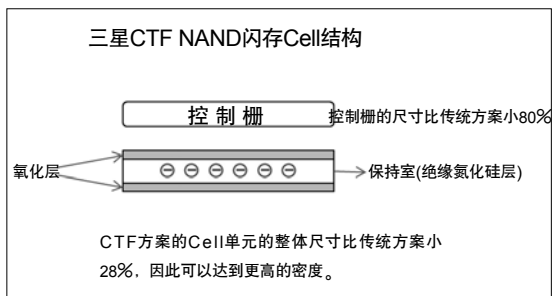 三星CTF NAND闪存Cell结构
控制栅
控制栅的尺寸比传统方案小80%
氧化层
保持室(绝缘氮化硅层)
CTF方案的Cell单元的整体尺寸比传统方案小
28%，因此可以达到更高的密度。